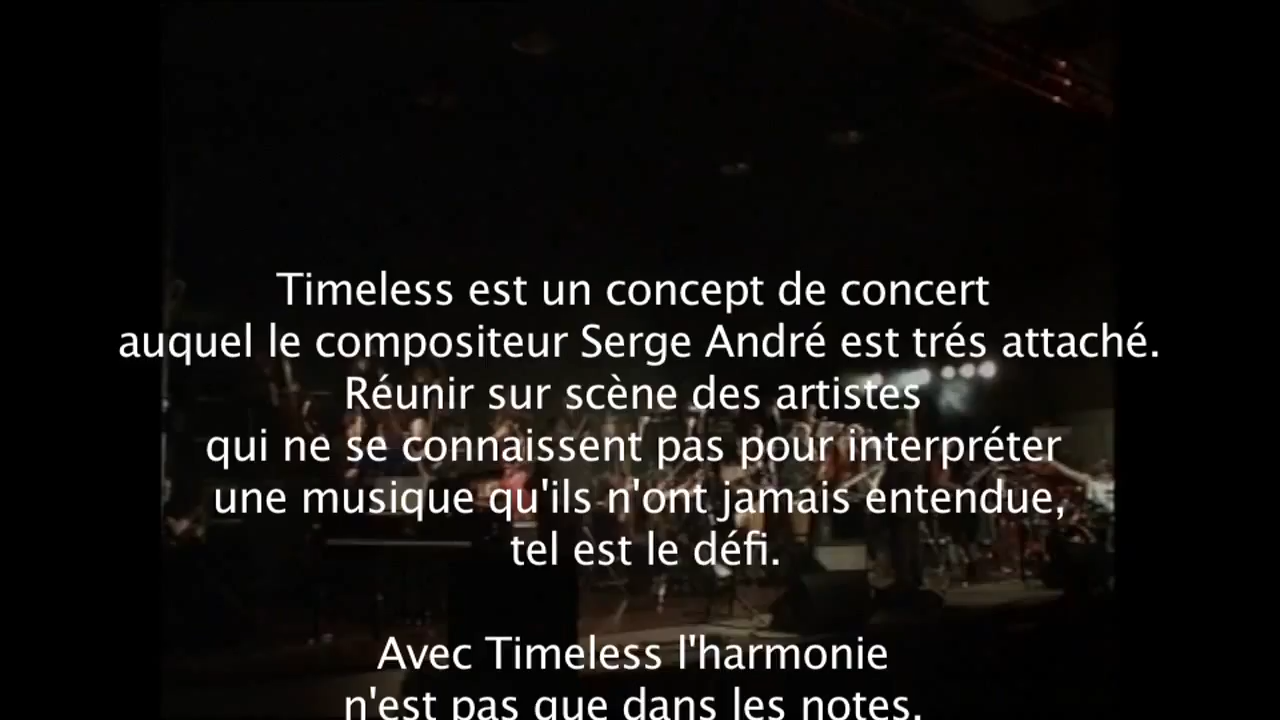 Timeless est un concept de concert
auquel le compositeur Serge André est trés attaché.
Réunir sur scène des artistes
qui ne se connaissent pas pour interpréter
une musique qu'ils n'ont jamais entendue,
tel est le défi.
Avec Timeless l'harmonie
n'est pas que dans les notes.